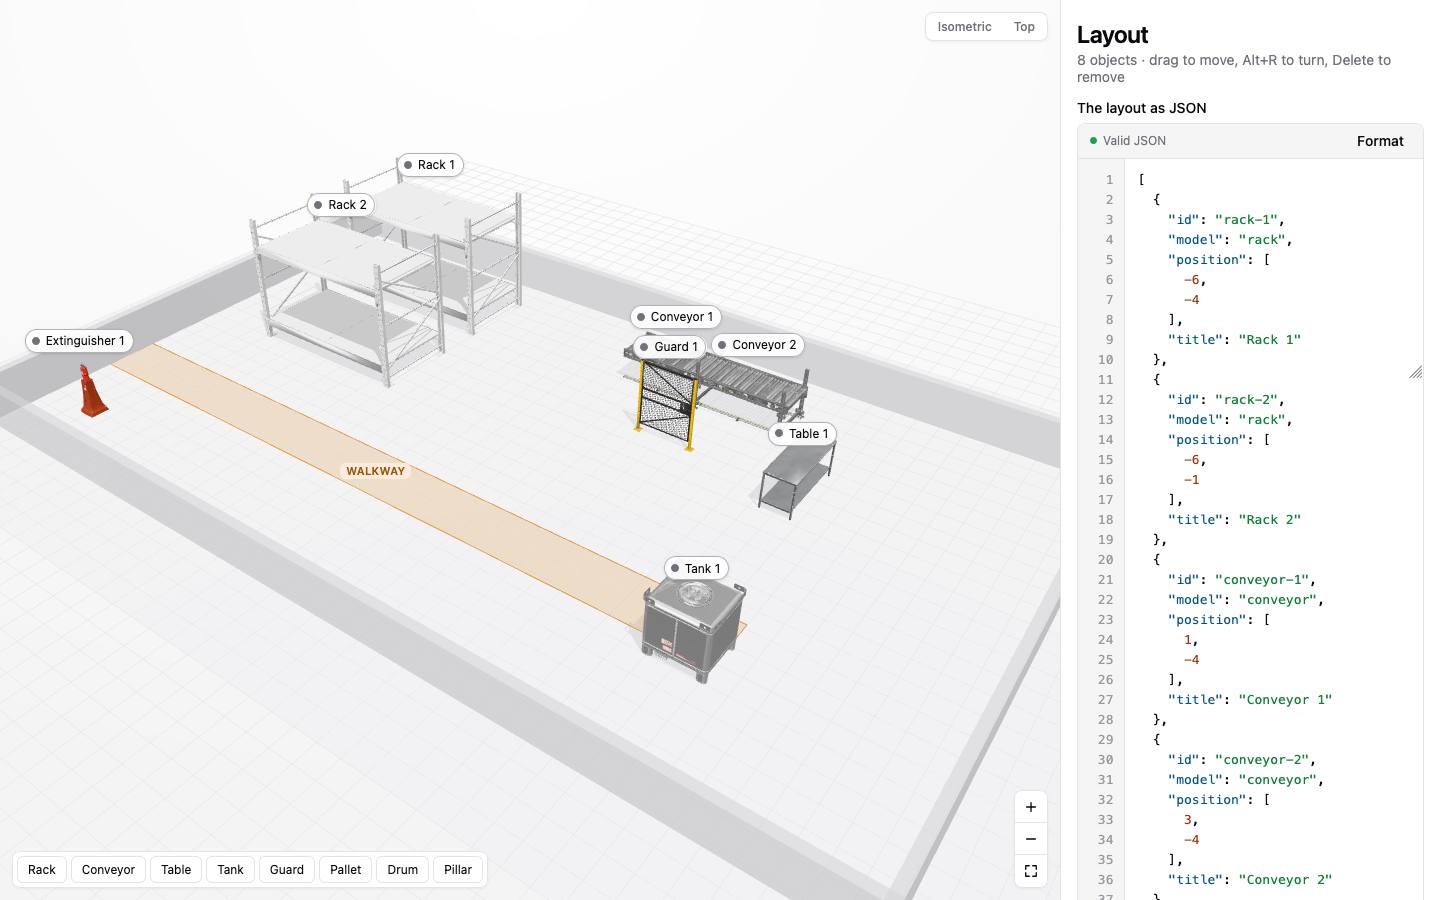 Isometric
Top
Rack 1
Rack 2
Extinguisher 1
Conveyor 1
Guard 1
Conveyor 2
Table 1
WALKWAY
Tank 1
+
−
Rack
Conveyor
Table
Tank
Guard
Pallet
Drum
Pillar
Layout
8 objects · drag to move, Alt+R to turn, Delete to
remove
The layout as JSON
Valid JSON
Format
1 [
2 {
3 "id": "rack-1",
4 "model": "rack",
5 "position": [
6 -6,
7 -4
8 ],
9 "title": "Rack 1"
10 },
11 {
12 "id": "rack-2",
13 "model": "rack",
14 "position": [
15 -6,
16 -1
17 ],
18 "title": "Rack 2"
19 },
20 {
21 "id": "conveyor-1",
22 "model": "conveyor",
23 "position": [
24 1,
25 -4
26 ],
27 "title": "Conveyor 1"
28 },
29 {
30 "id": "conveyor-2",
31 "model": "conveyor",
32 "position": [
33 3,
34 -4
35 ],
36 "title": "Conveyor 2"
37 }